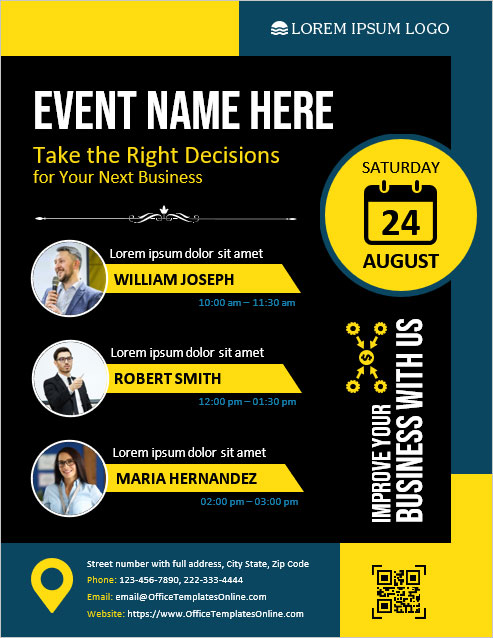 LOREM IPSUM LOGO
EVENT NAME HERE
Take the Right Decisions
for Your Next Business
SATURDAY
24
AUGUST
Lorem ipsum dolor sit amet
WILLIAM JOSEPH
10:00 am – 11:30 am
Lorem ipsum dolor sit amet
ROBERT SMITH
12:00 pm – 01:30 pm
Lorem ipsum dolor sit amet
MARIA HERNANDEZ
02:00 pm – 03:00 pm
$
IMPROVE YOUR
BUSINESS WITH US
Street number with full address, City State, Zip Code
Phone: 123-456-7890, 222-333-4444
Email: email@OfficeTemplatesOnline.com
Website: https://www.OfficeTemplatesOnline.com